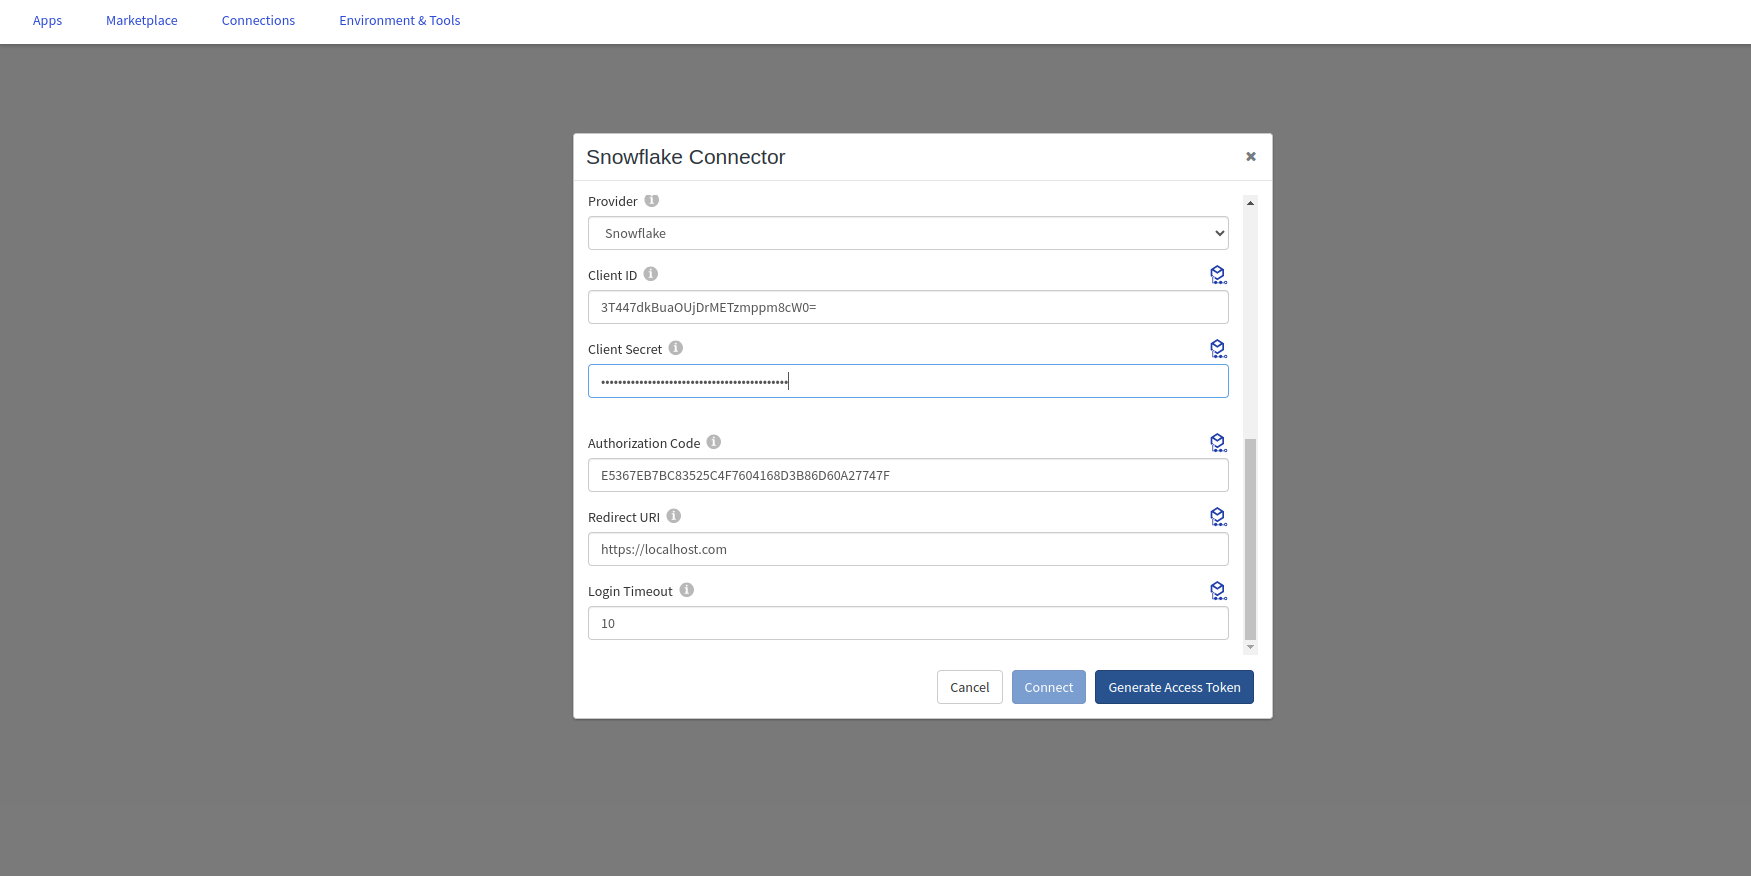 Apps Marketplace Connections Environment & Tools
Snowflake Connector
Provider
Snowflake
Client ID
3T447dkBuaOUjDrMETzmppm8cW0=
Client Secret
••••••••••••••••••••••••••••••••••••••••••••
Authorization Code
E5367EB7BC83525C4F7604168D3B86D60A27747F
Redirect URI
https://localhost.com
Login Timeout
10
Cancel Connect Generate Access Token